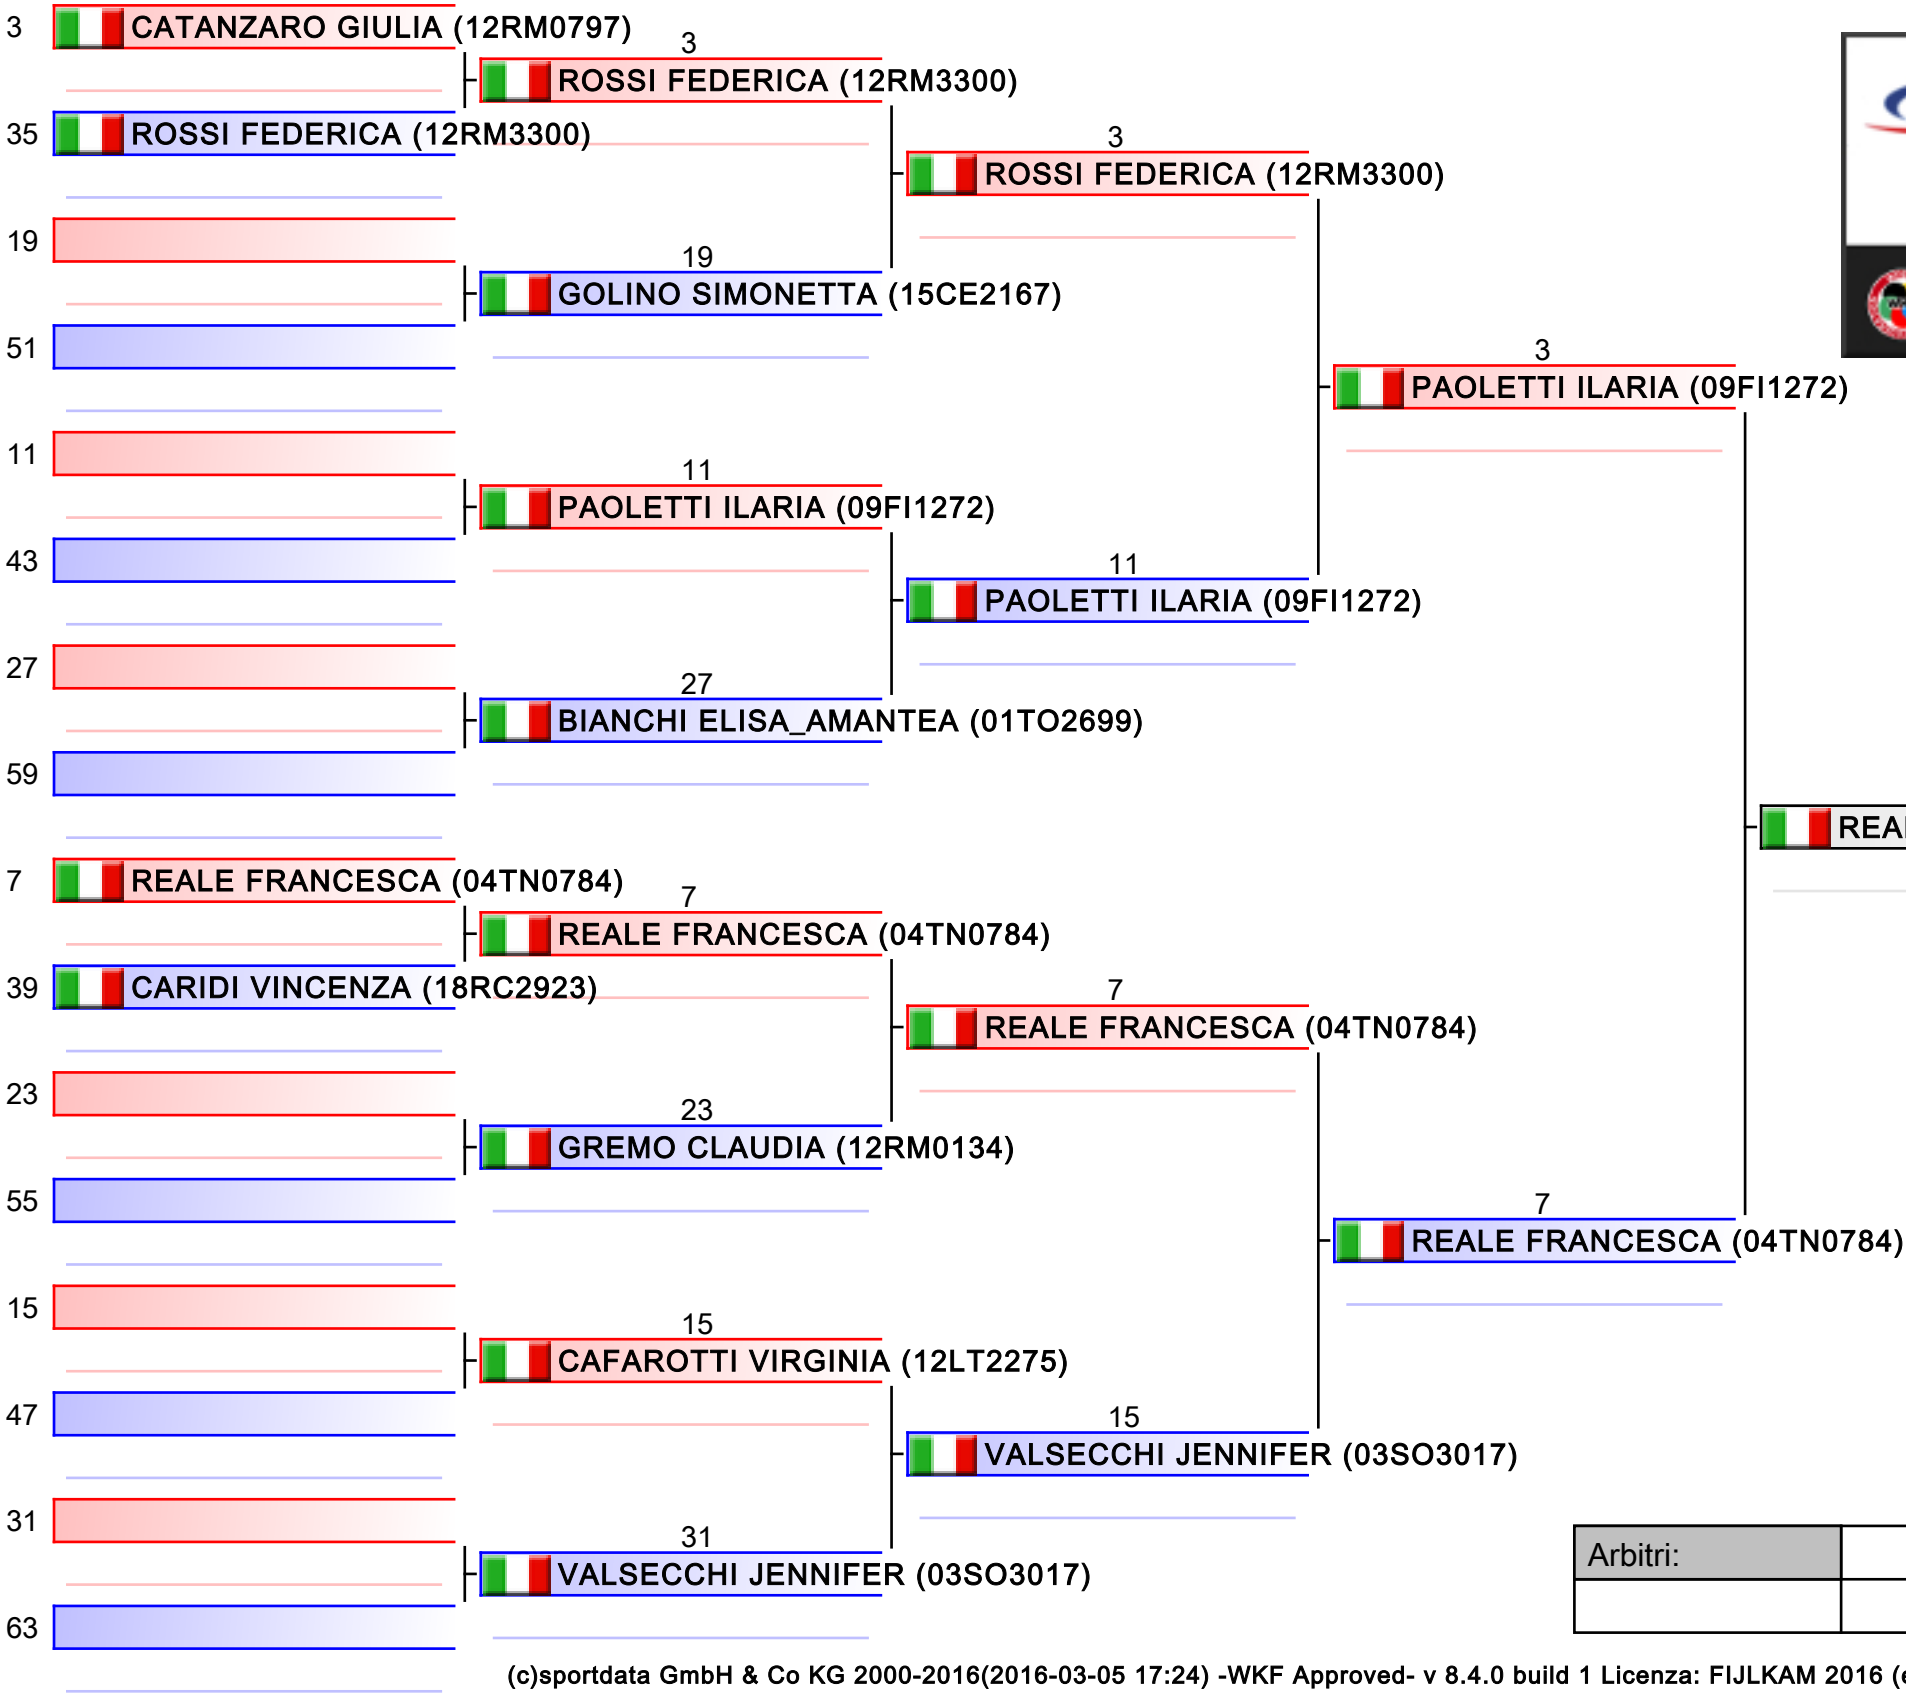 3 CATANZARO GIULIA (12RM0797)
3
ROSSI FEDERICA (12RM3300)
35 ROSSI FEDERICA (12RM3300)
3
ROSSI FEDERICA (12RM3300)
19
19
GOLINO SIMONETTA (15CE2167)
51
3
PAOLETTI ILARIA (09FI1272)
11
11
PAOLETTI ILARIA (09FI1272)
43
11
PAOLETTI ILARIA (09FI1272)
27
27
BIANCHI ELISA_AMANTEA (01TO2699)
59
7 REALE FRANCESCA (04TN0784)
7
REALE FRANCESCA (04TN0784)
39 CARIDI VINCENZA (18RC2923)
7
REALE FRANCESCA (04TN0784)
23
23
GREMO CLAUDIA (12RM0134)
55
7
REALE FRANCESCA (04TN0784)
15
15
CAFAROTTI VIRGINIA (12LT2275)
47
15
VALSECCHI JENNIFER (03SO3017)
31
31
VALSECCHI JENNIFER (03SO3017)
63
Arbitri:
(c)sportdata GmbH & Co KG 2000-2016(2016-03-05 17:24) -WKF Approved- v 8.4.0 build 1 Licenza: FIJLKAM 2016